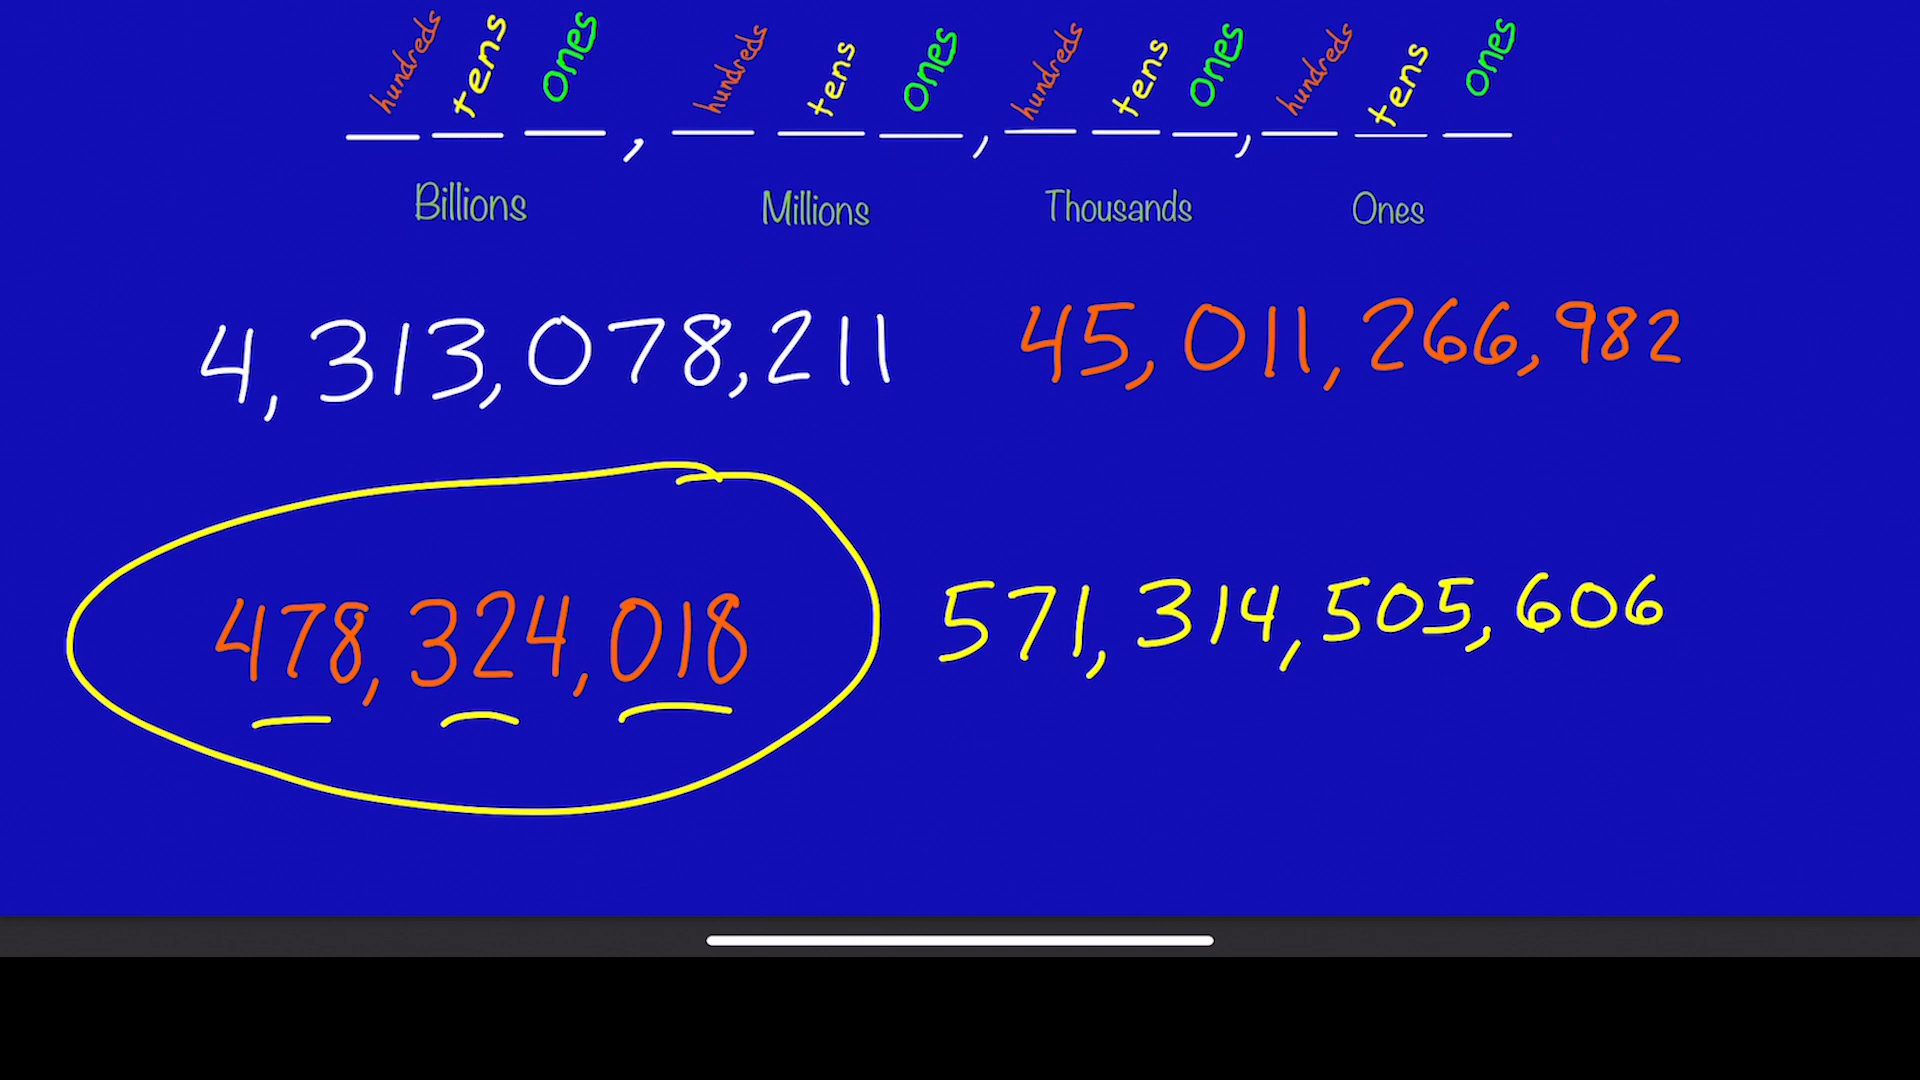 hundreds tens ones hundreds tens ones hundreds tens ones hundreds tens ones
, , ,
Billions Millions Thousands Ones
4,313,078,211 45,011,266,982
478,324,018 571,314,505,606